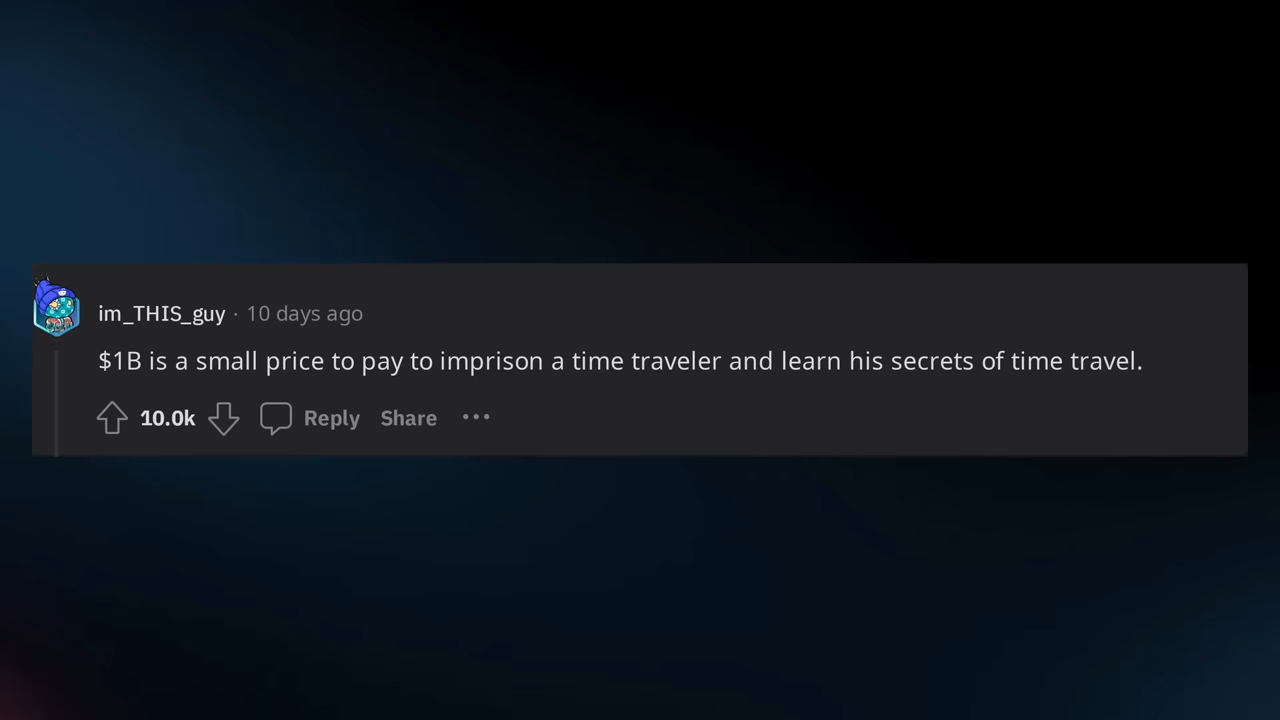 im_THIS_guy · 10 days ago
$1B is a small price to pay to imprison a time traveler and learn his secrets of time travel.
10.0k Reply Share ···